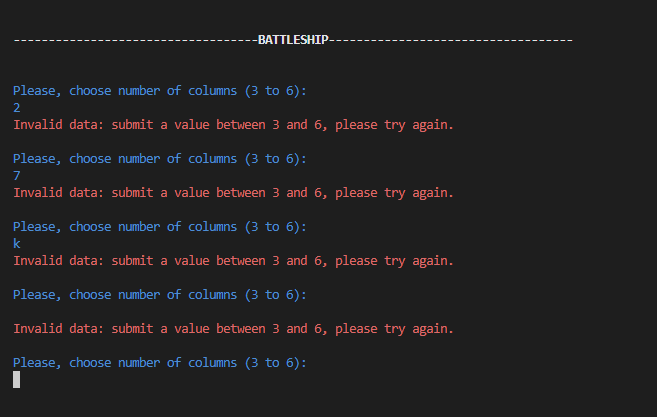 -----------------------------------BATTLESHIP-----------------------------------
Please, choose number of columns (3 to 6):
2
Invalid data: submit a value between 3 and 6, please try again.
Please, choose number of columns (3 to 6):
7
Invalid data: submit a value between 3 and 6, please try again.
Please, choose number of columns (3 to 6):
k
Invalid data: submit a value between 3 and 6, please try again.
Please, choose number of columns (3 to 6):
Invalid data: submit a value between 3 and 6, please try again.
Please, choose number of columns (3 to 6):